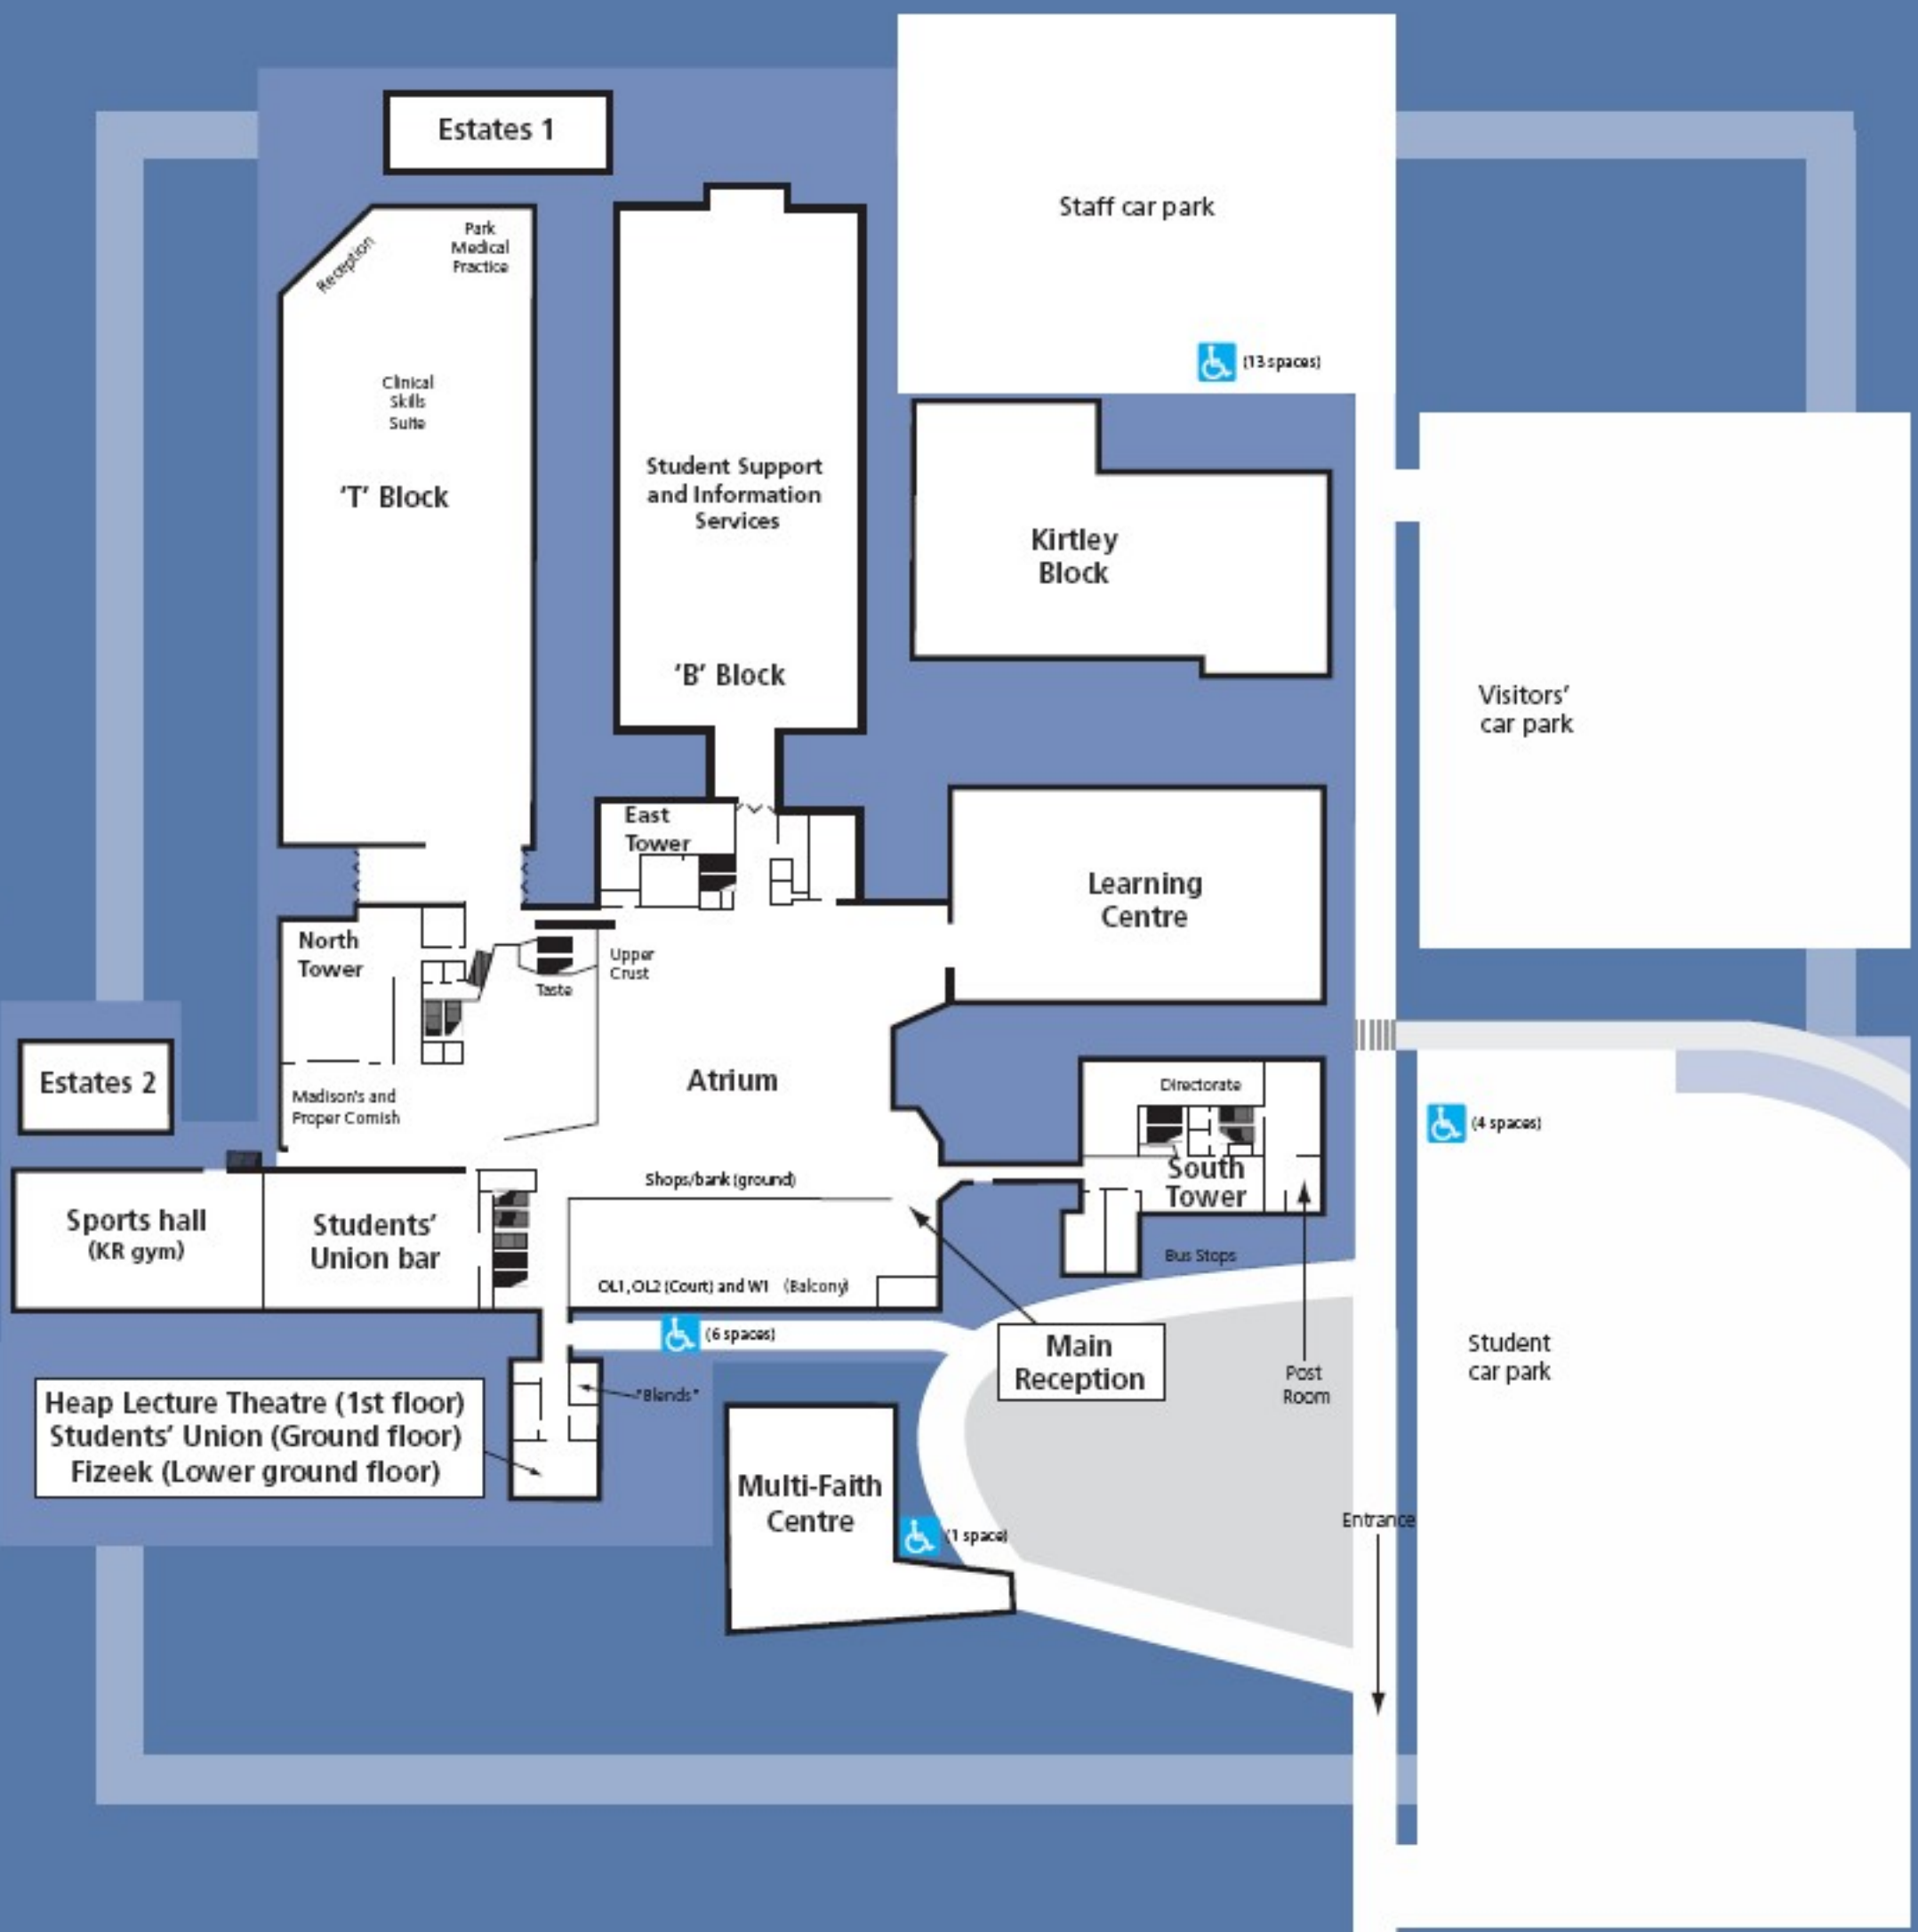 Estates 1
Staff car park
Park
Medical
Practice
Reception
(13 spaces)
Clinical
Skills
Suite
'T' Block
Student Support
and Information
Services
Kirtley
Block
'B' Block
Visitors'
car park
East
Tower
Learning
Centre
North
Tower
Upper
Crust
Taste
Estates 2
Atrium
Madison's and
Proper Cornish
Directorate
(4 spaces)
South
Tower
Shops/bank (ground)
Sports hall
(KR gym)
Students'
Union bar
Bus Stops
OL1, OL2 (Court) and W1 (Balcony)
(6 spaces)
Main
Reception
Post
Room
Student
car park
"Blends"
Heap Lecture Theatre (1st floor)
Students' Union (Ground floor)
Fizeek (Lower ground floor)
Multi-Faith
Centre
(1 space)
Entrance